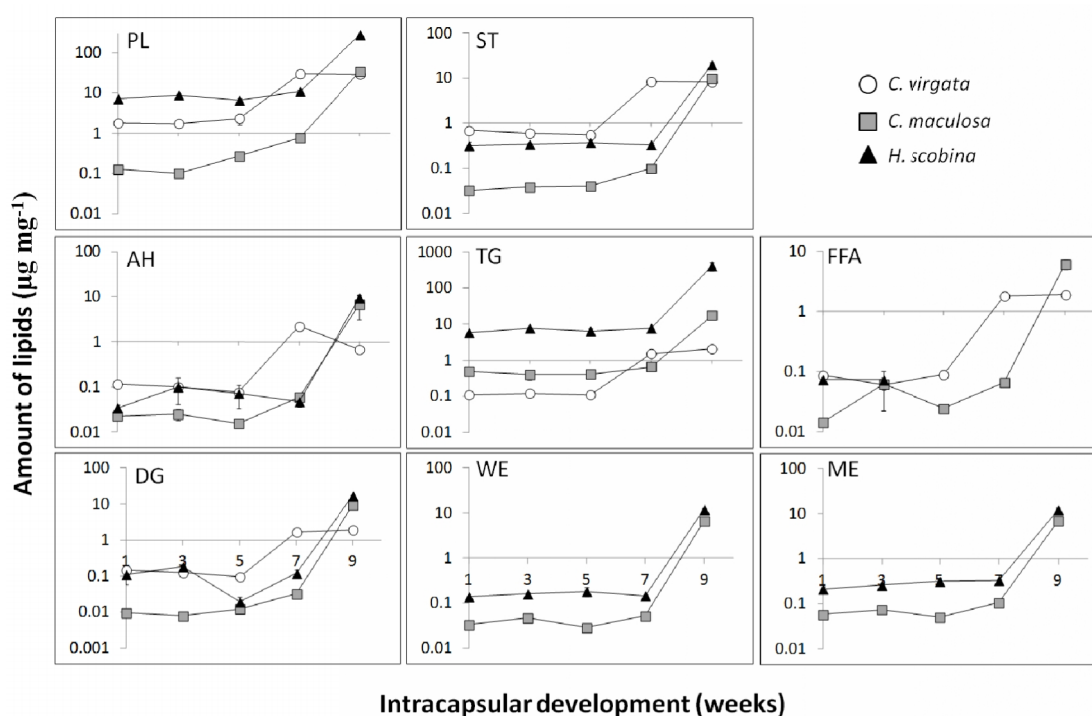 PL
100
10
1
0.1
0.01
ST
100
10
1
0.1
0.01
C. virgata
C. maculosa
H. scobina
Amount of lipids (µg mg-1)
AH
100
10
1
0.1
0.01
TG
1000
100
10
1
0.1
0.01
FFA
10
1
0.1
0.01
DG
100
10
1
0.1
0.01
0.001
1 3 5 7 9
WE
100
10
1
0.1
0.01
1 3 5 7 9
ME
100
10
1
0.1
0.01
1 3 5 7 9
Intracapsular development (weeks)